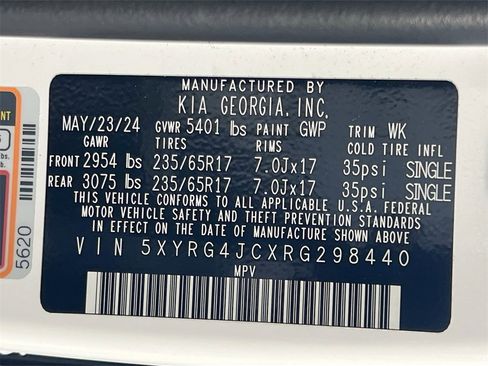 MANUFACTURED BY
KIA GEORGIA, INC.
MAY/23/24 GVWR 5401 lbs PAINT GWP TRIM WK
GAWR TIRES RIMS COLD TIRE INFL
FRONT 2954 lbs 235/65R17 7.0Jx17 35psi SINGLE
REAR 3075 lbs 235/65R17 7.0Jx17 35psi SINGLE
THIS VEHICLE CONFORMS TO ALL APPLICABLE U.S.A. FEDERAL
MOTOR VEHICLE SAFETY AND THEFT PREVENTION STANDARDS
IN EFFECT ON THE DATE OF MANUFACTURE SHOWN ABOVE.
VIN 5XYRG4JCXRG298440
MPV
5620